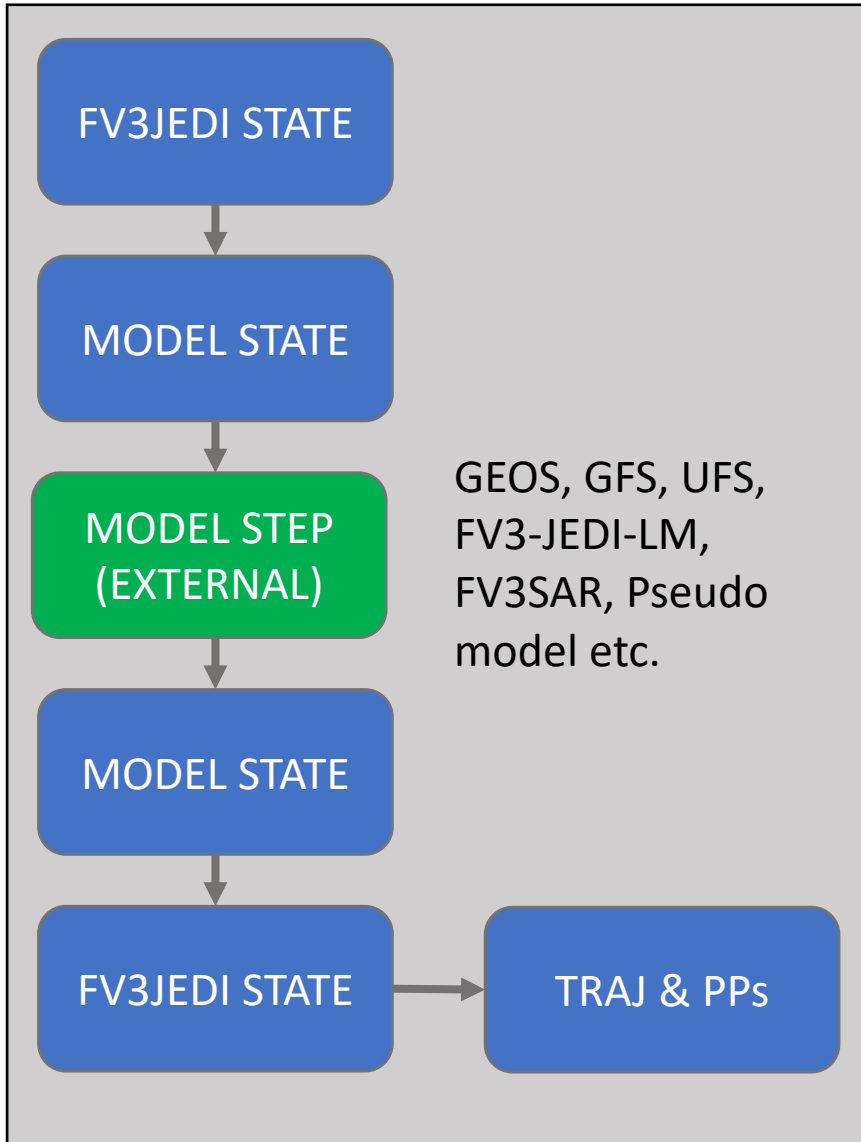 FV3JEDI STATE
MODEL STATE
MODEL STEP
(EXTERNAL)
GEOS, GFS, UFS,
FV3-JEDI-LM,
FV3SAR, Pseudo
model etc.
MODEL STATE
FV3JEDI STATE
TRAJ & PPs